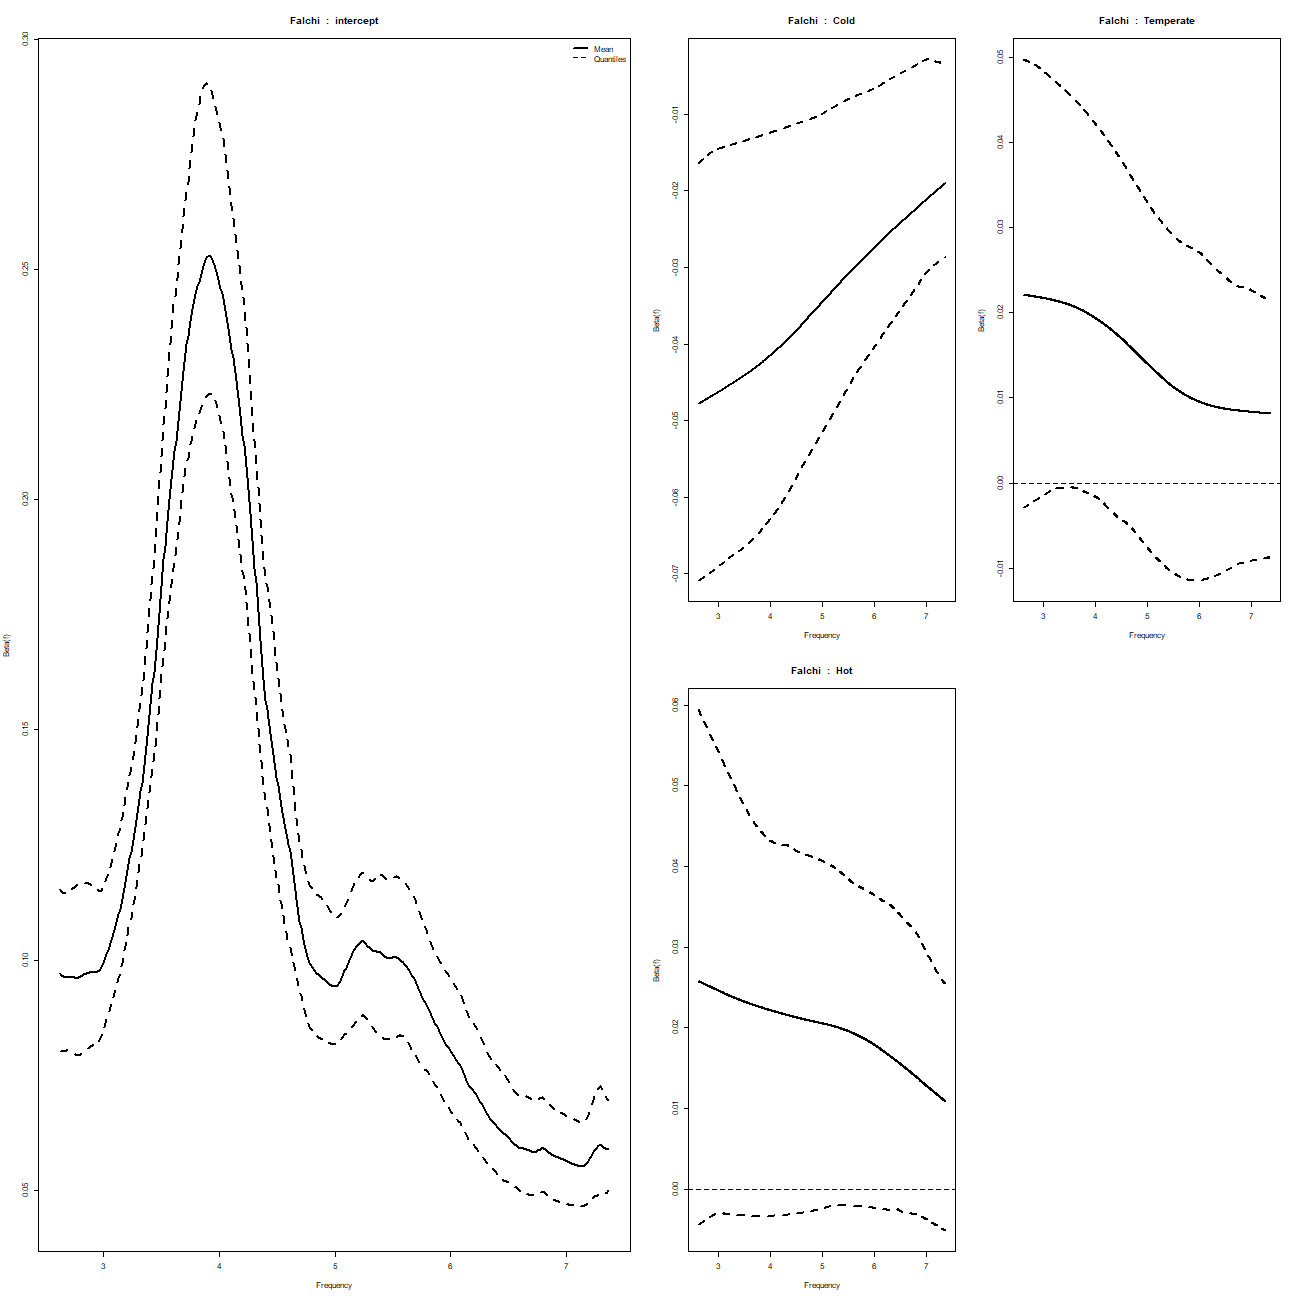 Falchi : intercept
Mean
Quantiles
0.30
0.25
0.20
0.15
0.10
0.05
Beta(f)
3 4 5 6 7
Frequency
Falchi : Cold
-0.01
-0.02
-0.03
-0.04
-0.05
-0.06
-0.07
Beta(f)
3 4 5 6 7
Frequency
Falchi : Temperate
0.05
0.04
0.03
0.02
0.01
0.00
-0.01
Beta(f)
3 4 5 6 7
Frequency
Falchi : Hot
0.06
0.05
0.04
0.03
0.02
0.01
0.00
Beta(f)
3 4 5 6 7
Frequency